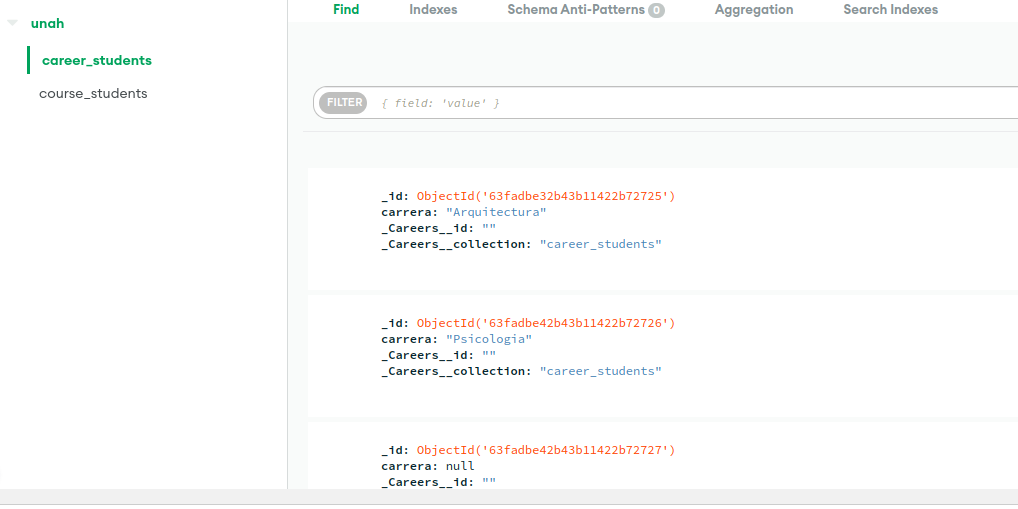 unah
career_students
course_students
Find Indexes Schema Anti-Patterns 0 Aggregation Search Indexes
FILTER { field: 'value' }
_id: ObjectId('63fadbe32b43b11422b72725')
carrera: "Arquitectura"
_Careers__id: ""
_Careers__collection: "career_students"
_id: ObjectId('63fadbe42b43b11422b72726')
carrera: "Psicologia"
_Careers__id: ""
_Careers__collection: "career_students"
_id: ObjectId('63fadbe42b43b11422b72727')
carrera: null
_Careers__id: ""